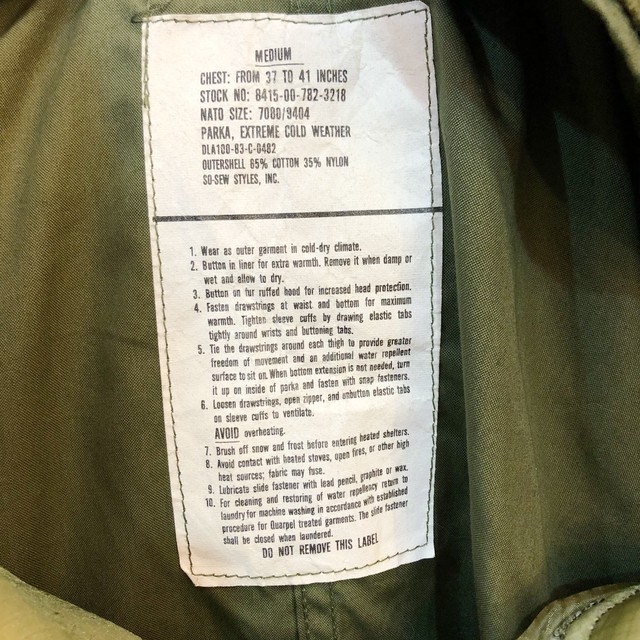 MEDIUM
CHEST: FROM 37 TO 41 INCHES
STOCK NO: 8415-00-782-3218
NATO SIZE: 7080/9404
PARKA, EXTREME COLD WEATHER
DLA100-83-C-0482
OUTERSHELL 65% COTTON 35% NYLON
SO-SEW STYLES, INC.
1. Wear as outer garment in cold-dry climate.
2. Button in liner for extra warmth. Remove it when damp or
wet and allow to dry.
3. Button on fur ruffed hood for increased head protection.
4. Fasten drawstrings at waist and bottom for maximum
warmth. Tighten sleeve cuffs by drawing elastic tabs
tightly around wrists and buttoning tabs.
5. Tie the drawstrings around each thigh to provide greater
freedom of movement and an additional water repellent
surface to sit on. When bottom extension is not needed, turn
it up on inside of parka and fasten with snap fasteners.
6. Loosen drawstrings, open zipper, and unbutton elastic tabs
on sleeve cuffs to ventilate.
AVOID overheating.
7. Brush off snow and frost before entering heated shelters.
8. Avoid contact with heated stoves, open fires, or other high
heat sources; fabric may fuse.
9. Lubricate slide fastener with lead pencil, graphite or wax.
10. For cleaning and restoring of water repellency return to
laundry for machine washing in accordance with established
procedure for Quarpel treated garments. The slide fastener
shall be closed when laundered.
DO NOT REMOVE THIS LABEL